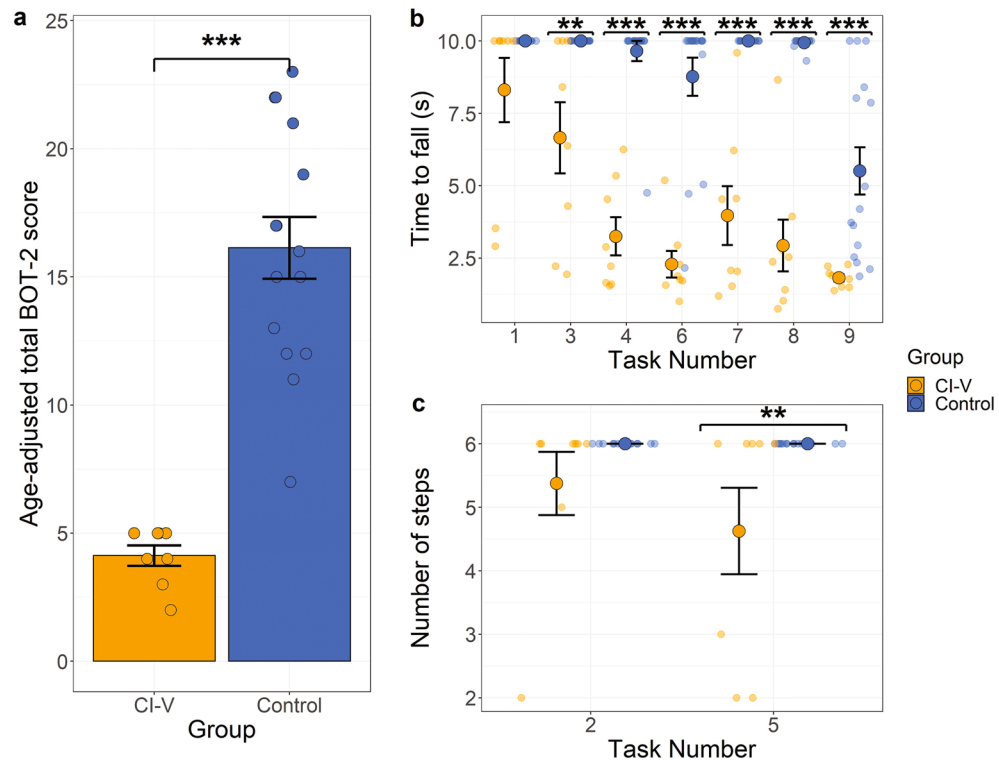 a
Age-adjusted total BOT-2 score
25
20
15
10
5
0
***
CI-V Control
Group
b
Time to fall (s)
** *** *** *** *** ***
10.0
7.5
5.0
2.5
1 3 4 6 7 8 9
Task Number
Group
CI-V
Control
c
Number of steps
**
6
5
4
3
2
2 5
Task Number